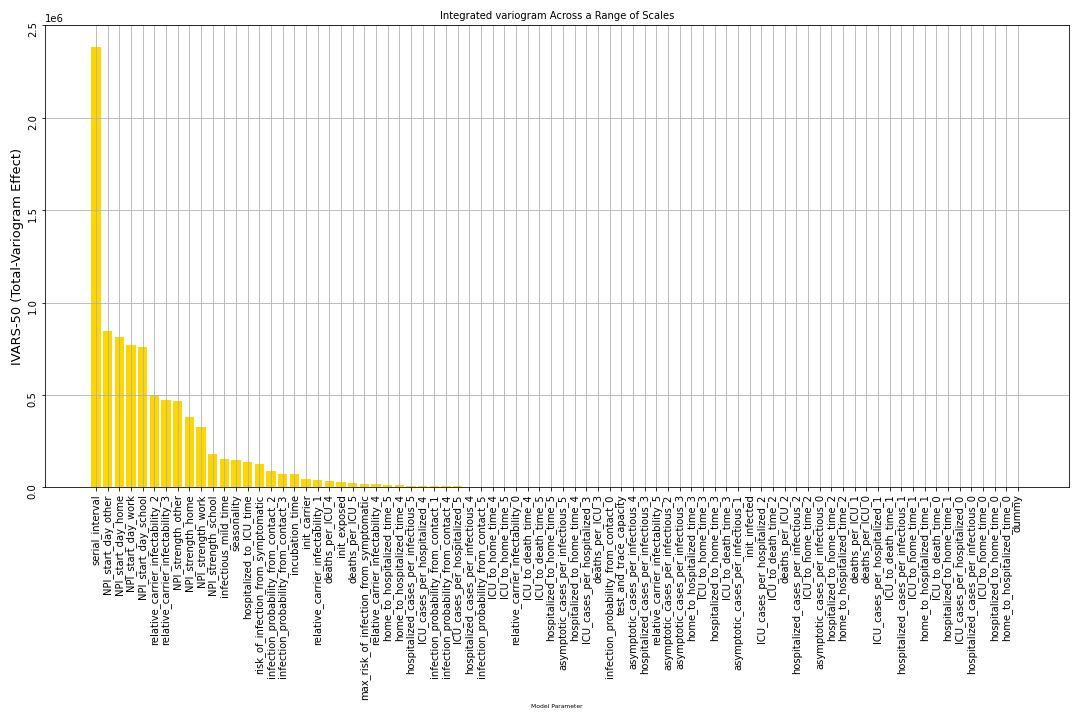 Integrated variogram Across a Range of Scales
1e6
2.5
2.0
1.5
1.0
0.5
0.0
IVARS-50 (Total-Variogram Effect)
serial_interval
NPI_start_day_other
NPI_start_day_home
NPI_start_day_work
NPI_start_day_school
relative_carrier_infectability_2
relative_carrier_infectability_3
NPI_strength_other
NPI_strength_home
NPI_strength_work
NPI_strength_school
infectious_mild_time
seasonality
hospitalized_to_ICU_time
risk_of_infection_from_symptomatic
infection_probability_from_contact_2
infection_probability_from_contact_3
incubation_time
init_carrier
relative_carrier_infectability_1
deaths_per_ICU_4
init_exposed
deaths_per_ICU_5
max_risk_of_infection_from_symptomatic
relative_carrier_infectability_4
home_to_hospitalized_time_5
home_to_hospitalized_time_4
hospitalized_cases_per_infectious_5
ICU_cases_per_hospitalized_4
infection_probability_from_contact_1
infection_probability_from_contact_4
ICU_cases_per_hospitalized_5
hospitalized_cases_per_infectious_4
infection_probability_from_contact_5
ICU_to_home_time_4
ICU_to_home_time_5
relative_carrier_infectability_0
ICU_to_death_time_4
ICU_to_death_time_5
hospitalized_to_home_time_5
asymptotic_cases_per_infectious_5
hospitalized_to_home_time_4
ICU_cases_per_hospitalized_3
deaths_per_ICU_3
infection_probability_from_contact_0
test_and_trace_capacity
asymptotic_cases_per_infectious_4
hospitalized_cases_per_infectious_3
relative_carrier_infectability_5
asymptotic_cases_per_infectious_2
asymptotic_cases_per_infectious_3
home_to_hospitalized_time_3
ICU_to_home_time_3
hospitalized_to_home_time_3
ICU_to_death_time_3
asymptotic_cases_per_infectious_1
init_infected
ICU_cases_per_hospitalized_2
ICU_to_death_time_2
deaths_per_ICU_2
hospitalized_cases_per_infectious_2
ICU_to_home_time_2
asymptotic_cases_per_infectious_0
hospitalized_to_home_time_2
home_to_hospitalized_time_2
deaths_per_ICU_1
deaths_per_ICU_0
ICU_cases_per_hospitalized_1
ICU_to_death_time_1
hospitalized_cases_per_infectious_1
ICU_to_home_time_1
home_to_hospitalized_time_1
hospitalized_to_home_time_1
ICU_to_death_time_0
ICU_cases_per_hospitalized_0
hospitalized_cases_per_infectious_0
ICU_to_home_time_0
hospitalized_to_home_time_0
home_to_hospitalized_time_0
dummy
Model Parameter